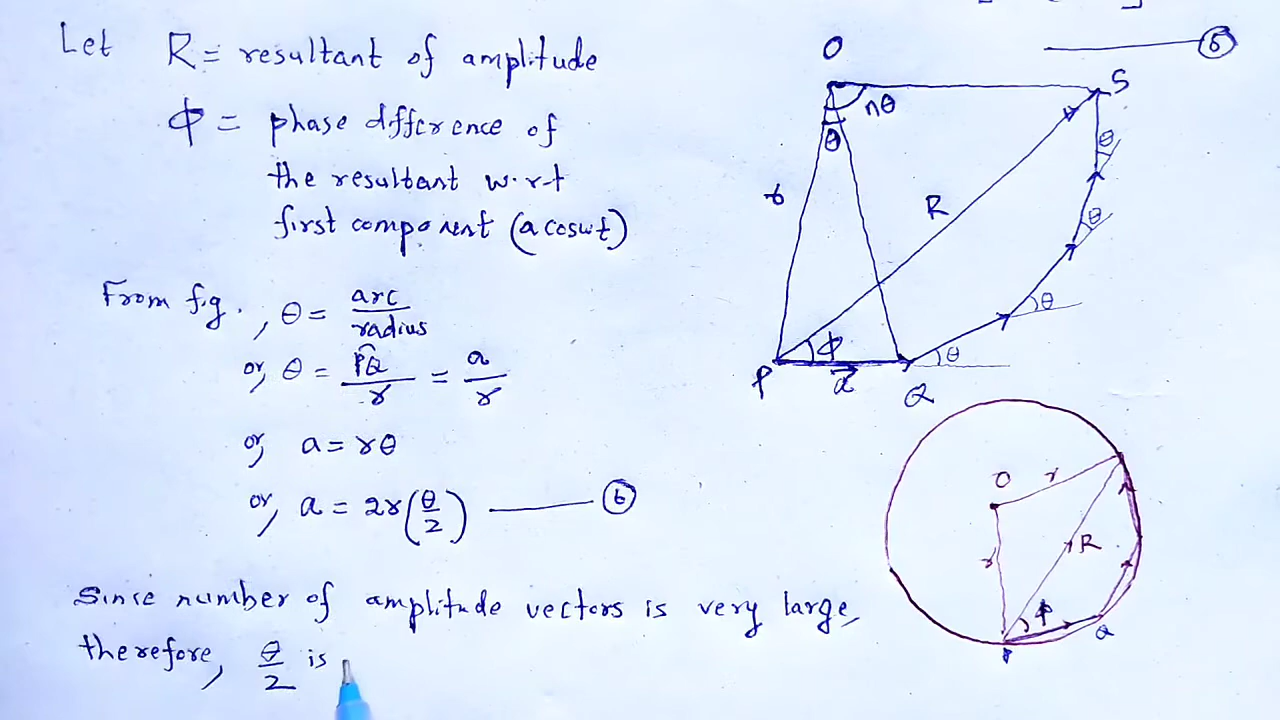 Let R = resultant of amplitude
Φ = phase difference of
the resultant w.r.t
first component (a cosωt)
From fig., θ = arc/radius
or, θ = PQ/r = a/r
or, a = rθ
or, a = 2r(θ/2) —— ⑥
Since number of amplitude vectors is very large,
therefore, θ/2 is
⑤
O
S
nθ
θ
r
R
θ
θ
θ
θ
Φ
P
a
Q
O
r
r
R
Φ
P
Q